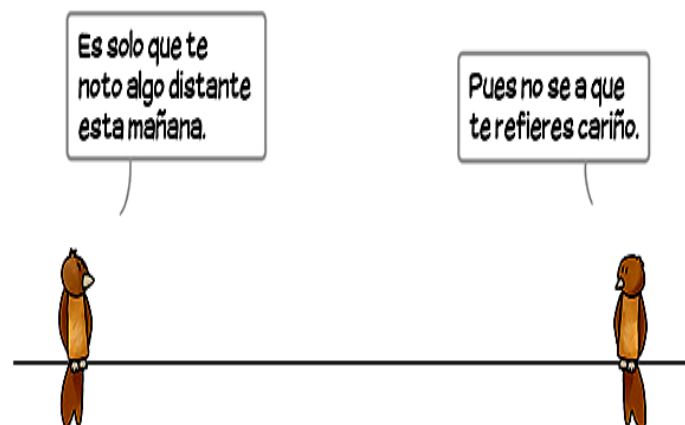 Es solo que te
noto algo distante
esta mañana.
Pues no se a que
te refieres cariño.